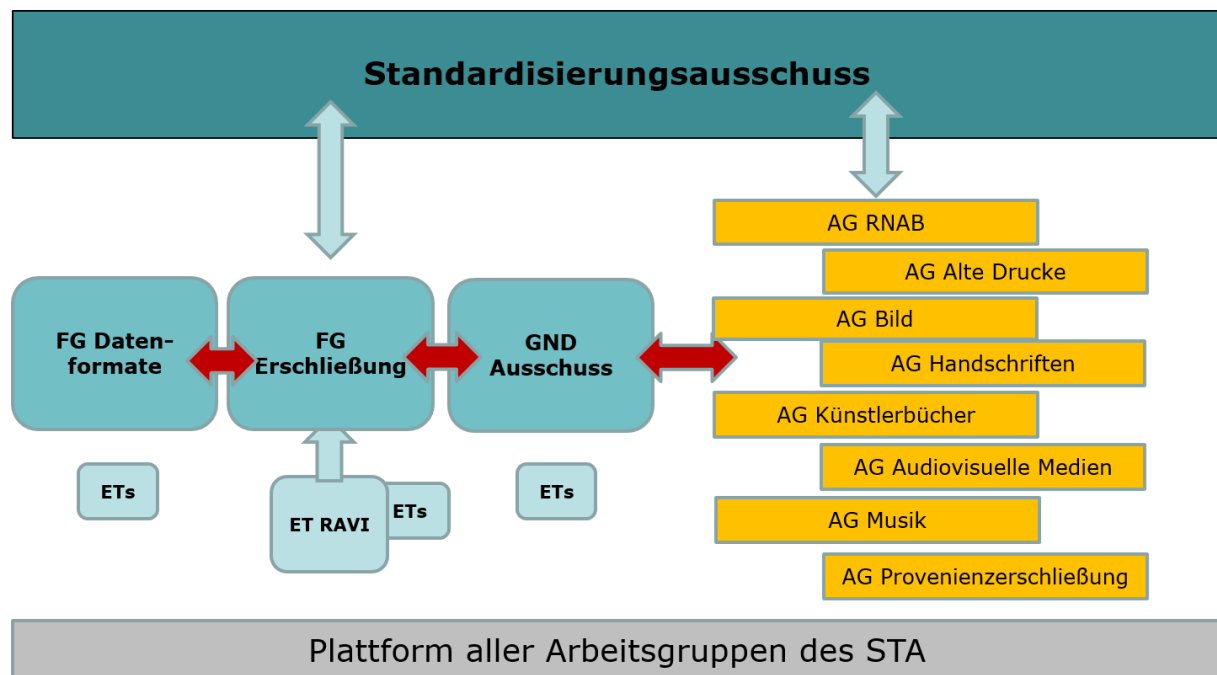 Standardisierungsausschuss
FG Daten-
formate
FG
Erschließung
GND
Ausschuss
ETs
ET RAVI
ETs
ETs
AG RNAB
AG Alte Drucke
AG Bild
AG Handschriften
AG Künstlerbücher
AG Audiovisuelle Medien
AG Musik
AG Provenienzerschließung
Plattform aller Arbeitsgruppen des STA